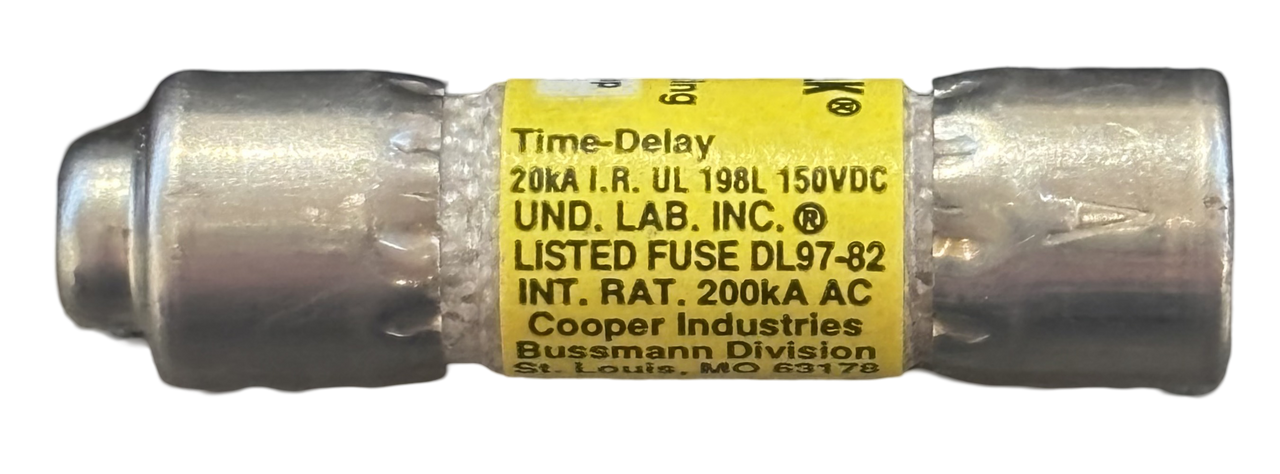 Time-Delay
20kA I.R. UL 198L 150VDC
UND. LAB. INC. ®
LISTED FUSE DL97-82
INT. RAT. 200kA AC
Cooper Industries
Bussmann Division
St. Louis, MO 63178